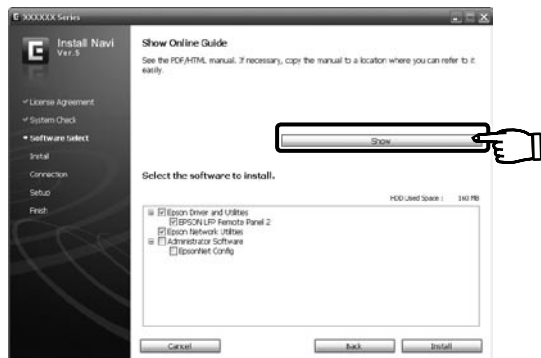 XXXXXXX Series
Install Navi
Ver.5
License Agreement
System Check
Software Select
Install
Connection
Setup
Finish
Show Online Guide
See the PDF/HTML manual. If necessary, copy the manual to a location where you can refer to it
easily.
Show
Select the software to install.
HDD Used Space : 160 MB
Epson Driver and Utilities
EPSON LFP Remote Panel 2
Epson Network Utilities
Administrator Software
EpsonNet Config
Cancel
Back
Install